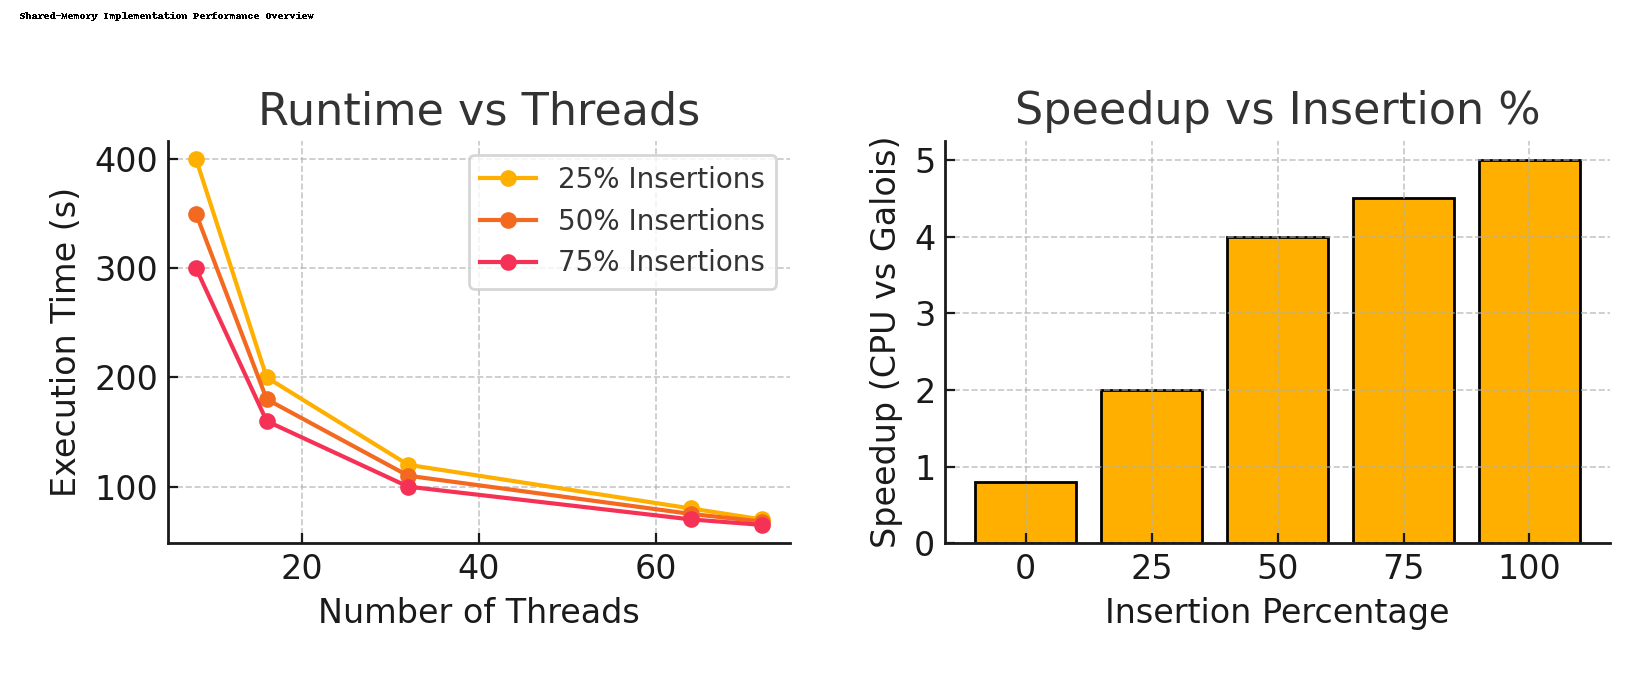 Shared-Memory Implementation Performance Overview
Runtime vs Threads
Execution Time (s)
400
300
200
100
25% Insertions
50% Insertions
75% Insertions
20 40 60
Number of Threads
Speedup vs Insertion %
Speedup (CPU vs Galois)
5
4
3
2
1
0
0 25 50 75 100
Insertion Percentage